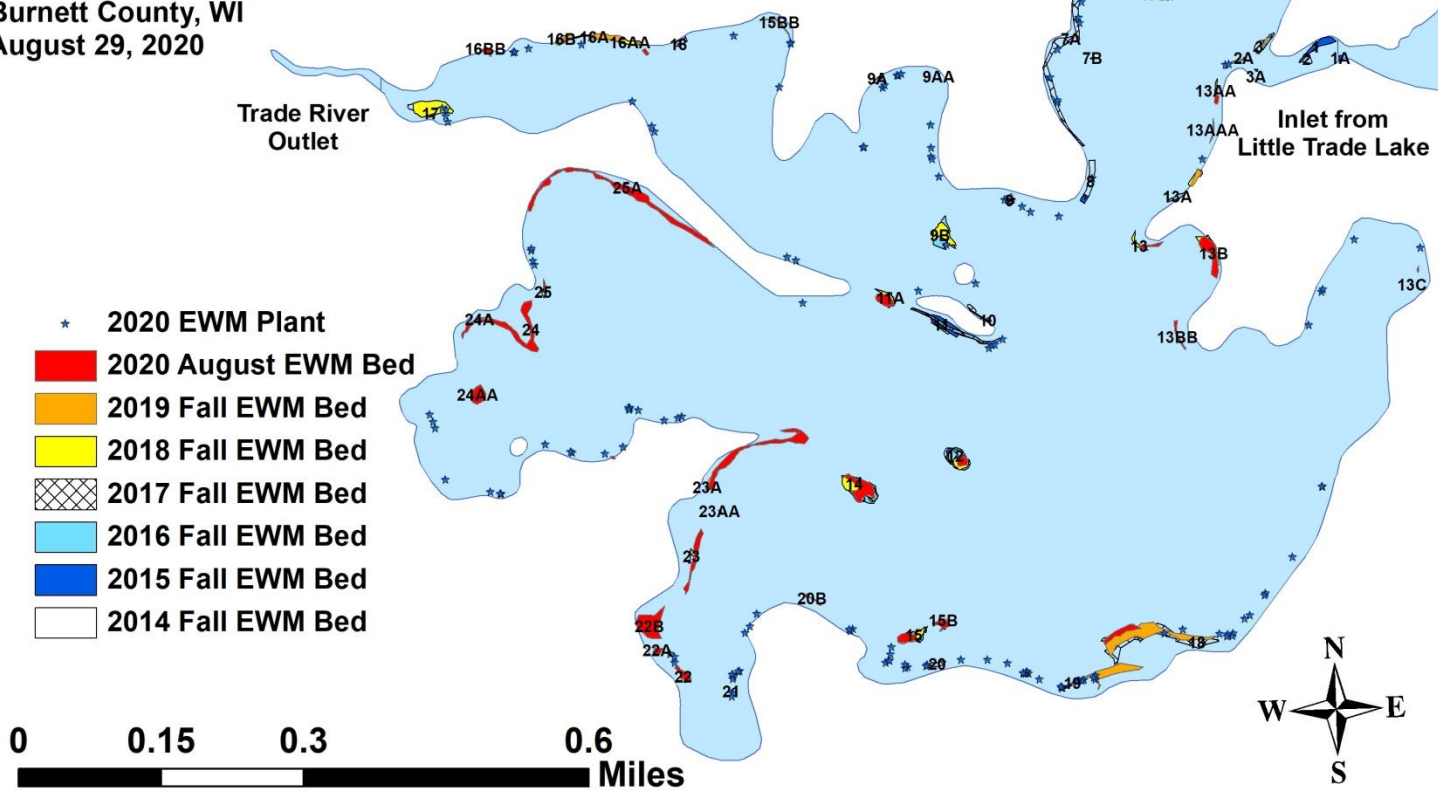 Burnett County, WI
August 29, 2020
Trade River
Outlet
Inlet from
Little Trade Lake
15BB
16BB
16B
16A
16AA
16
17
7A
7B
9A
9AA
3
2A
3A
2
1
1A
13AA
13AAA
8
9
13A
25A
9B
13
13B
13C
25
11A
10
11
24A
24
13BB
24AA
12
14
23A
23AA
23
20B
22B
22A
22
21
15
15B
20
18
19
2020 EWM Plant
2020 August EWM Bed
2019 Fall EWM Bed
2018 Fall EWM Bed
2017 Fall EWM Bed
2016 Fall EWM Bed
2015 Fall EWM Bed
2014 Fall EWM Bed
0 0.15 0.3 0.6
Miles
N
W E
S